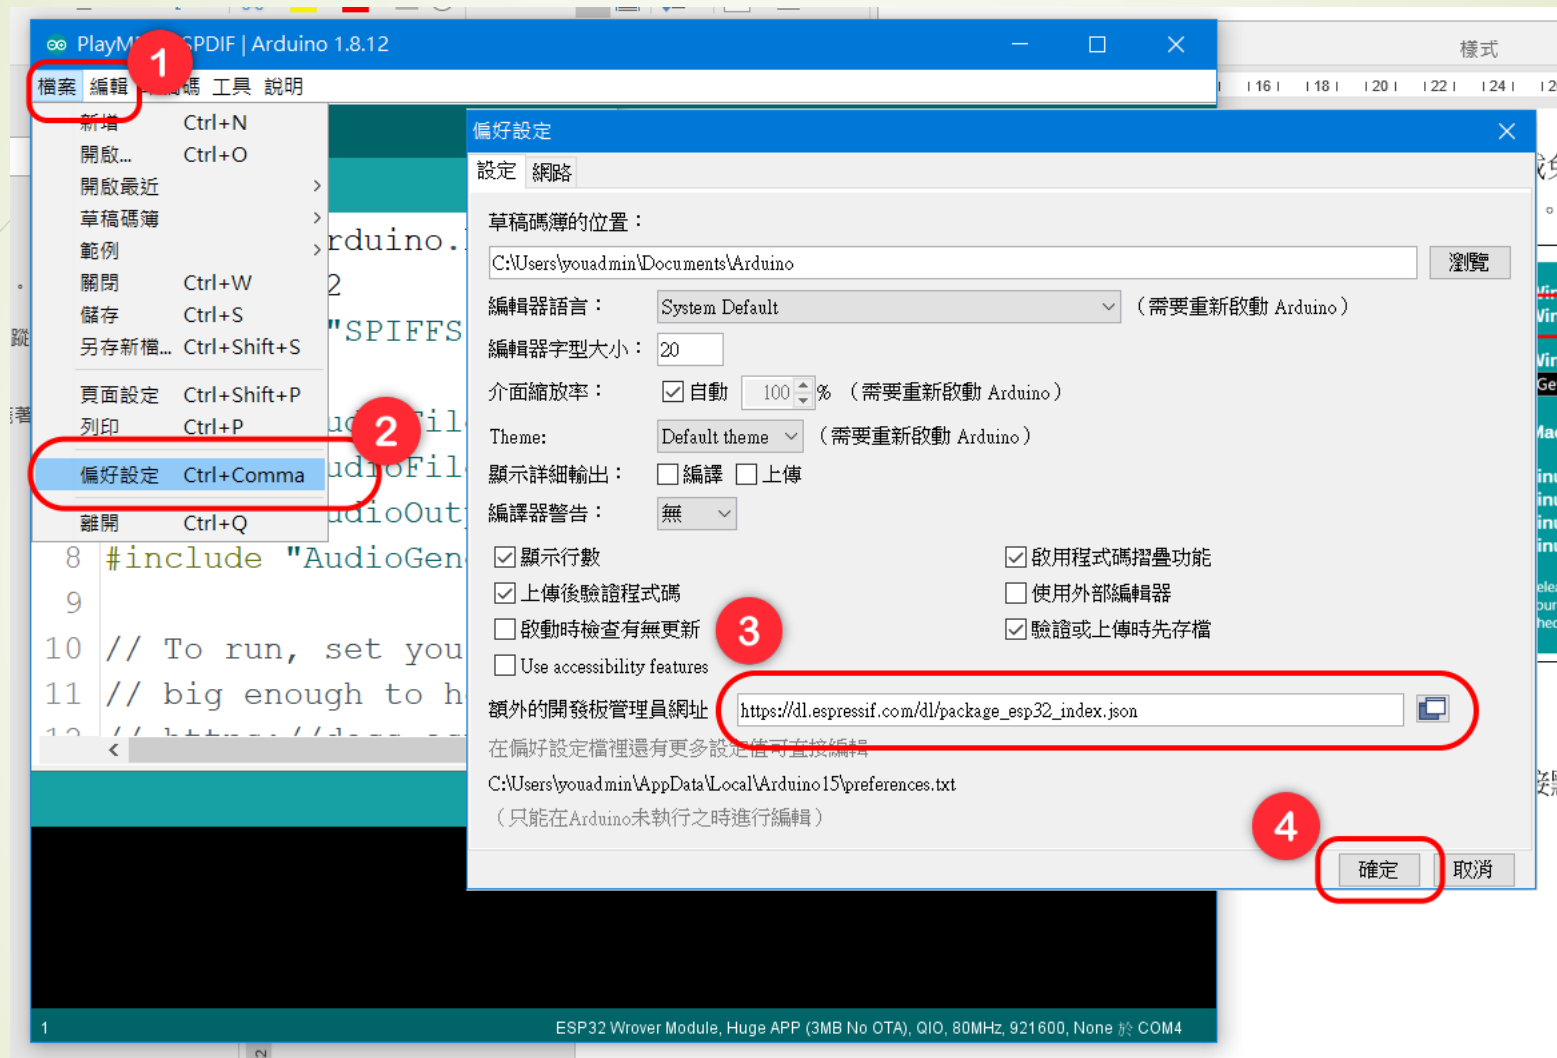 PlayM SPDIF | Arduino 1.8.12
1
檔案 編輯 碼 工具 說明
新增 Ctrl+N
開啟... Ctrl+O
開啟最近
草稿碼簿
範例
關閉 Ctrl+W
儲存 Ctrl+S
另存新檔... Ctrl+Shift+S
頁面設定 Ctrl+Shift+P
列印 Ctrl+P
2
偏好設定 Ctrl+Comma
離開 Ctrl+Q
rduino.
2
"SPIFFS
udioFil
udioOut
8 #include "AudioGen
9
10 // To run, set you
11 // big enough to h
偏好設定
設定 網路
草稿碼簿的位置：
C:\Users\youadmin\Documents\Arduino
瀏覽
編輯器語言： System Default （需要重新啟動 Arduino）
編輯器字型大小： 20
介面縮放率： 自動 100 % （需要重新啟動 Arduino）
Theme: Default theme （需要重新啟動 Arduino）
顯示詳細輸出： 編譯 上傳
編譯器警告： 無
顯示行數 啟用程式碼摺疊功能
上傳後驗證程式碼 使用外部編輯器
啟動時檢查有無更新 驗證或上傳時先存檔
3
Use accessibility features
額外的開發板管理員網址 https://dl.espressif.com/dl/package_esp32_index.json
在偏好設定檔裡還有更多設定值可直接編輯
C:\Users\youadmin\AppData\Local\Arduino15\preferences.txt
（只能在Arduino未執行之時進行編輯）
4
確定 取消
1 ESP32 Wrover Module, Huge APP (3MB No OTA), QIO, 80MHz, 921600, None 於 COM4
樣式
16 18 20 22 24